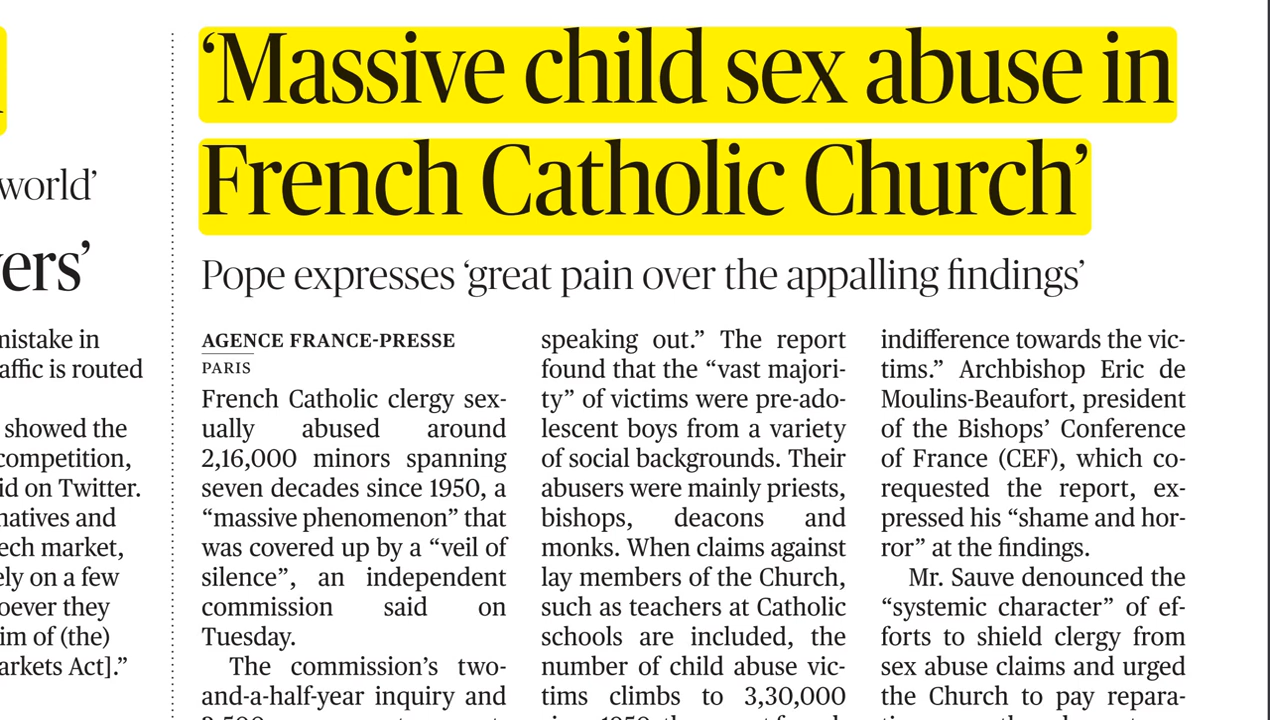 world’
ers’
mistake in
affic is routed
showed the
competition,
id on Twitter.
natives and
ech market,
ely on a few
oever they
im of (the)
arkets Act].”
‘Massive child sex abuse in
French Catholic Church’
Pope expresses ‘great pain over the appalling findings’
AGENCE FRANCE-PRESSE
PARIS
French Catholic clergy sex-
ually abused around
2,16,000 minors spanning
seven decades since 1950, a
“massive phenomenon” that
was covered up by a “veil of
silence”, an independent
commission said on
Tuesday.
The commission’s two-
and-a-half-year inquiry and
speaking out.” The report
found that the “vast majori-
ty” of victims were pre-ado-
lescent boys from a variety
of social backgrounds. Their
abusers were mainly priests,
bishops, deacons and
monks. When claims against
lay members of the Church,
such as teachers at Catholic
schools are included, the
number of child abuse vic-
tims climbs to 3,30,000
indifference towards the vic-
tims.” Archbishop Eric de
Moulins-Beaufort, president
of the Bishops’ Conference
of France (CEF), which co-
requested the report, ex-
pressed his “shame and hor-
ror” at the findings.
Mr. Sauve denounced the
“systemic character” of ef-
forts to shield clergy from
sex abuse claims and urged
the Church to pay repara-